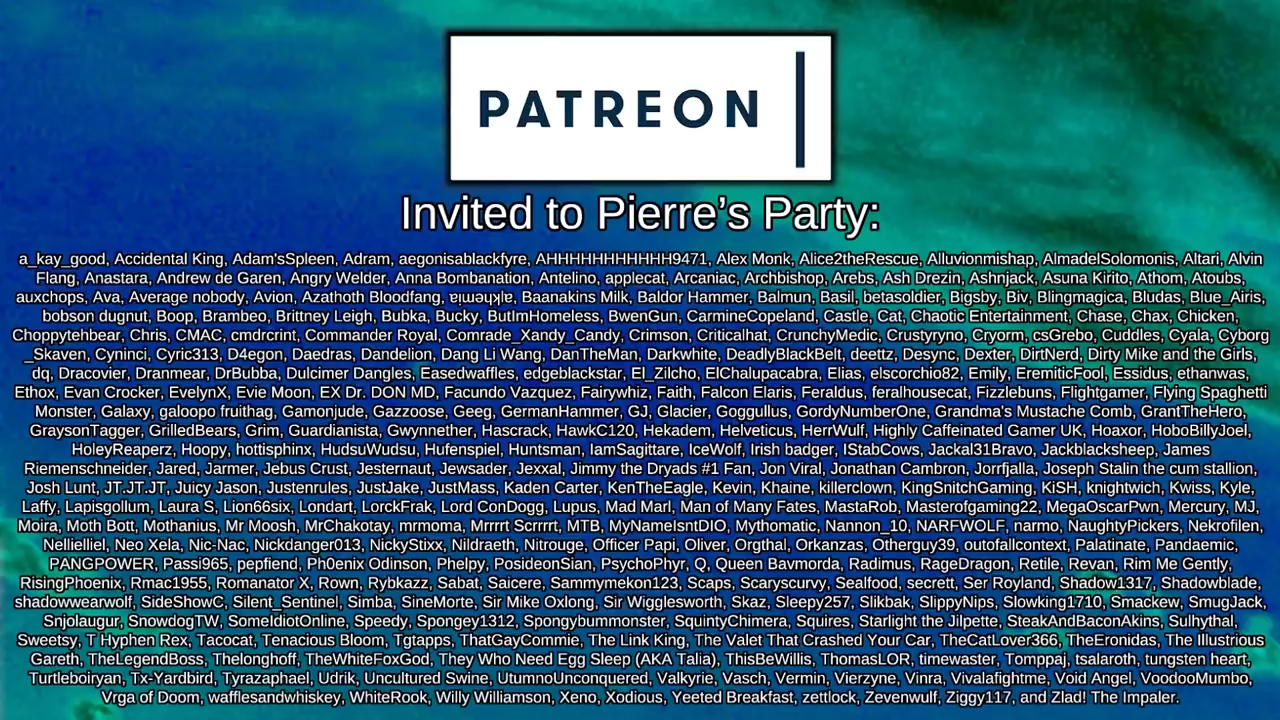 PATREON
Invited to Pierre’s Party:
a_kay_good, Accidental King, Adam'sSpleen, Adram, aegonisablackfyre, AHHHHHHHHHHH9471, Alex Monk, Alice2theRescue, Alluvionmishap, AlmadelSolomonis, Altari, Alvin
Flang, Anastara, Andrew de Garen, Angry Welder, Anna Bombanation, Antelino, applecat, Arcaniac, Archbishop, Arebs, Ash Drezin, Ashnjack, Asuna Kirito, Athom, Atoubs,
auxchops, Ava, Average nobody, Avion, Azathoth Bloodfang, Baanakins Milk, Baldor Hammer, Balmun, Basil, betasoldier, Bigsby, Biv, Blingmagica, Bludas, Blue_Airis,
bobson dugnut, Boop, Brambeo, Brittney Leigh, Bubka, Bucky, ButImHomeless, BwenGun, CarmineCopeland, Castle, Cat, Chaotic Entertainment, Chase, Chax, Chicken,
Choppytehbear, Chris, CMAC, cmdrcrint, Commander Royal, Comrade_Xandy_Candy, Crimson, Criticalhat, CrunchyMedic, Crustyryno, Cryorm, csGrebo, Cuddles, Cyala, Cyborg
_Skaven, Cyninci, Cyric313, D4egon, Daedras, Dandelion, Dang Li Wang, DanTheMan, Darkwhite, DeadlyBlackBelt, deettz, Desync, Dexter, DirtNerd, Dirty Mike and the Girls,
dq, Dracovier, Dranmear, DrBubba, Dulcimer Dangles, Easedwaffles, edgeblackstar, El_Zilcho, ElChalupacabra, Elias, elscorchio82, Emily, EremiticFool, Essidus, ethanwas,
Ethox, Evan Crocker, EvelynX, Evie Moon, EX Dr. DON MD, Facundo Vazquez, Fairywhiz, Faith, Falcon Elaris, Feraldus, feralhousecat, Fizzlebuns, Flightgamer, Flying Spaghetti
Monster, Galaxy, galoopo fruithag, Gamonjude, Gazzoose, Geeg, GermanHammer, GJ, Glacier, Goggullus, GordyNumberOne, Grandma's Mustache Comb, GrantTheHero,
GraysonTagger, GrilledBears, Grim, Guardianista, Gwynnether, Hascrack, HawkC120, Hekadem, Helveticus, HerrWulf, Highly Caffeinated Gamer UK, Hoaxor, HoboBillyJoel,
HoleyReaperz, Hoopy, hottisphinx, HudsuWudsu, Hufenspiel, Huntsman, IamSagittare, IceWolf, Irish badger, IStabCows, Jackal31Bravo, Jackblacksheep, James
Riemenschneider, Jared, Jarmer, Jebus Crust, Jesternaut, Jewsader, Jexxal, Jimmy the Dryads #1 Fan, Jon Viral, Jonathan Cambron, Jorrfjalla, Joseph Stalin the cum stallion,
Josh Lunt, JT.JT.JT, Juicy Jason, Justenrules, JustJake, JustMass, Kaden Carter, KenTheEagle, Kevin, Khaine, killerclown, KingSnitchGaming, KiSH, knightwich, Kwiss, Kyle,
Laffy, Lapisgollum, Laura S, Lion66six, Londart, LorckFrak, Lord ConDogg, Lupus, Mad Marl, Man of Many Fates, MastaRob, Masterofgaming22, MegaOscarPwn, Mercury, MJ,
Moira, Moth Bott, Mothanius, Mr Moosh, MrChakotay, mrmoma, Mrrrrt Scrrrrt, MTB, MyNameIsntDIO, Mythomatic, Nannon_10, NARFWOLF, narmo, NaughtyPickers, Nekrofilen,
Nellielliel, Neo Xela, Nic-Nac, Nickdanger013, NickyStixx, Nildraeth, Nitrouge, Officer Papi, Oliver, Orgthal, Orkanzas, Otherguy39, outofallcontext, Palatinate, Pandaemic,
PANGPOWER, Passi965, pepfiend, Ph0enix Odinson, Phelpy, PosideonSian, PsychoPhyr, Q, Queen Bavmorda, Radimus, RageDragon, Retile, Revan, Rim Me Gently,
RisingPhoenix, Rmac1955, Romanator X, Rown, Rybkazz, Sabat, Saicere, Sammymekon123, Scaps, Scaryscurvy, Sealfood, secrett, Ser Royland, Shadow1317, Shadowblade,
shadowwearwolf, SideShowC, Silent_Sentinel, Simba, SineMorte, Sir Mike Oxlong, Sir Wigglesworth, Skaz, Sleepy257, Slikbak, SlippyNips, Slowking1710, Smackew, SmugJack,
Snjolaugur, SnowdogTW, SomeIdiotOnline, Speedy, Spongey1312, Spongybummonster, SquintyChimera, Squires, Starlight the Jilpette, SteakAndBaconAkins, Sulhythal,
Sweetsy, T Hyphen Rex, Tacocat, Tenacious Bloom, Tgtapps, ThatGayCommie, The Link King, The Valet That Crashed Your Car, TheCatLover366, TheEronidas, The Illustrious
Gareth, TheLegendBoss, Thelonghoff, TheWhiteFoxGod, They Who Need Egg Sleep (AKA Talia), ThisBeWillis, ThomasLOR, timewaster, Tomppaj, tsalaroth, tungsten heart,
Turtleboiryan, Tx-Yardbird, Tyrazaphael, Udrik, Uncultured Swine, UtumnoUnconquered, Valkyrie, Vasch, Vermin, Vierzyne, Vinra, Vivalafightme, Void Angel, VoodooMumbo,
Vrga of Doom, wafflesandwhiskey, WhiteRook, Willy Williamson, Xeno, Xodious, Yeeted Breakfast, zettlock, Zevenwulf, Ziggy117, and Zlad! The Impaler.